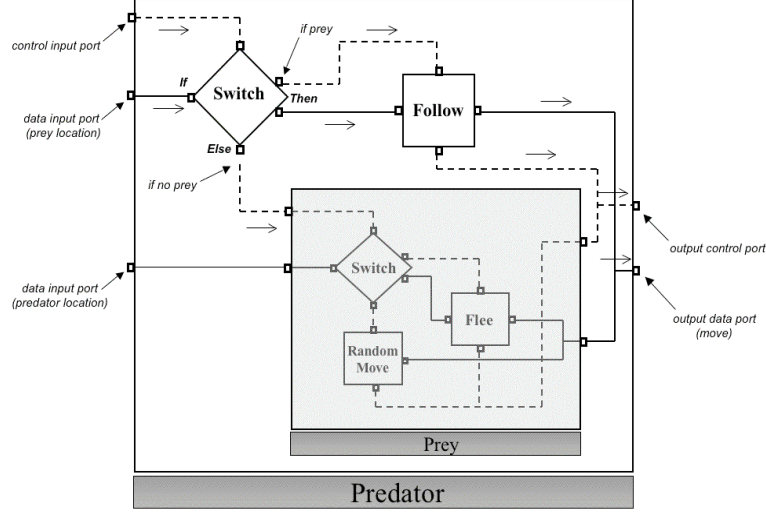 if prey
control input port
If
Switch
Then
Follow
data input port
(prey location)
Else
if no prey
output control port
Switch
data input port
(predator location)
Flee
output data port
(move)
Random
Move
Prey
Predator